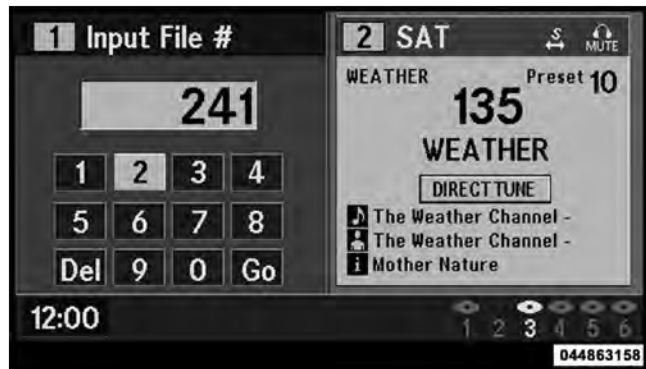 1 Input File #
241
1 2 3 4
5 6 7 8
Del 9 0 Go
2 SAT S MUTE
WEATHER Preset 10
135
WEATHER
DIRECT TUNE
The Weather Channel -
The Weather Channel -
i Mother Nature
12:00
1 2 3 4 5 6
044863158